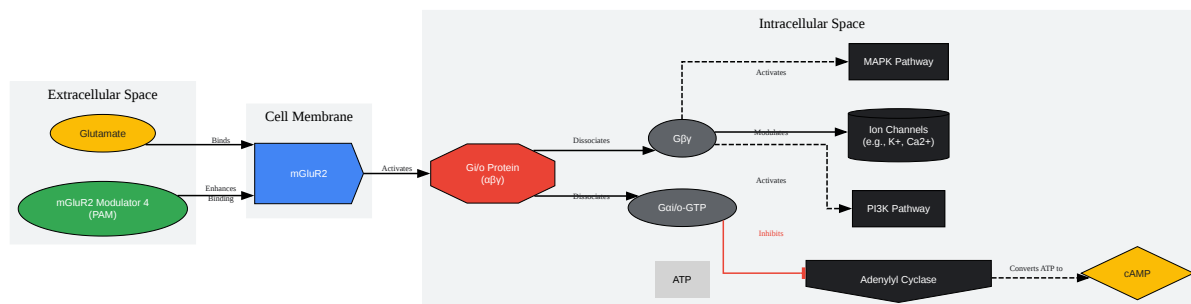 Intracellular Space
Extracellular Space
Cell Membrane
Glutamate
Binds
mGluR2 Modulator 4
(PAM)
Enhances
Binding
mGluR2
Activates
Gi/o Protein
(αβγ)
Dissociates
Dissociates
Gβγ
Gαi/o-GTP
Activates
MAPK Pathway
Modulates
Ion Channels
(e.g., K+, Ca2+)
Activates
PI3K Pathway
Inhibits
ATP
Adenylyl Cyclase
Converts ATP to
cAMP